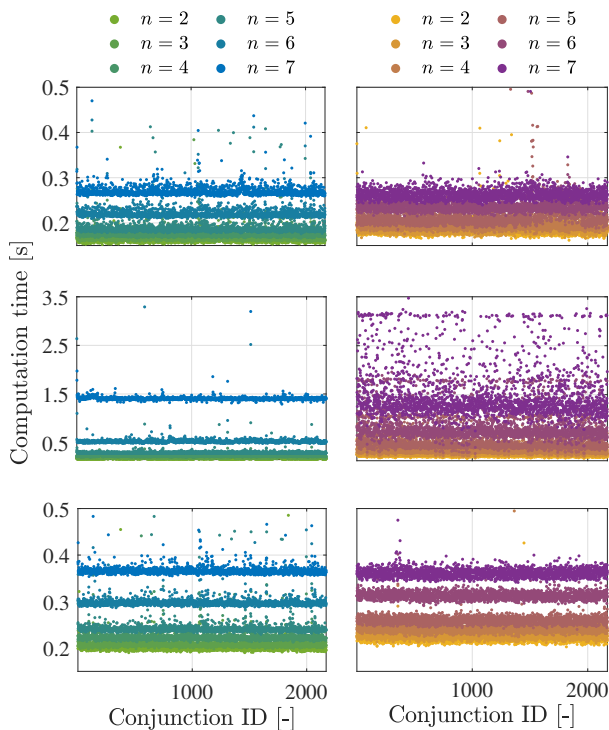 n = 2 n = 5 n = 2 n = 5
n = 3 n = 6 n = 3 n = 6
n = 4 n = 7 n = 4 n = 7
0.5
0.4
0.3
0.2
3.5
2.5
1.5
0.5
0.5
0.4
0.3
0.2
Computation time [s]
1000 2000 1000 2000
Conjunction ID [-] Conjunction ID [-]